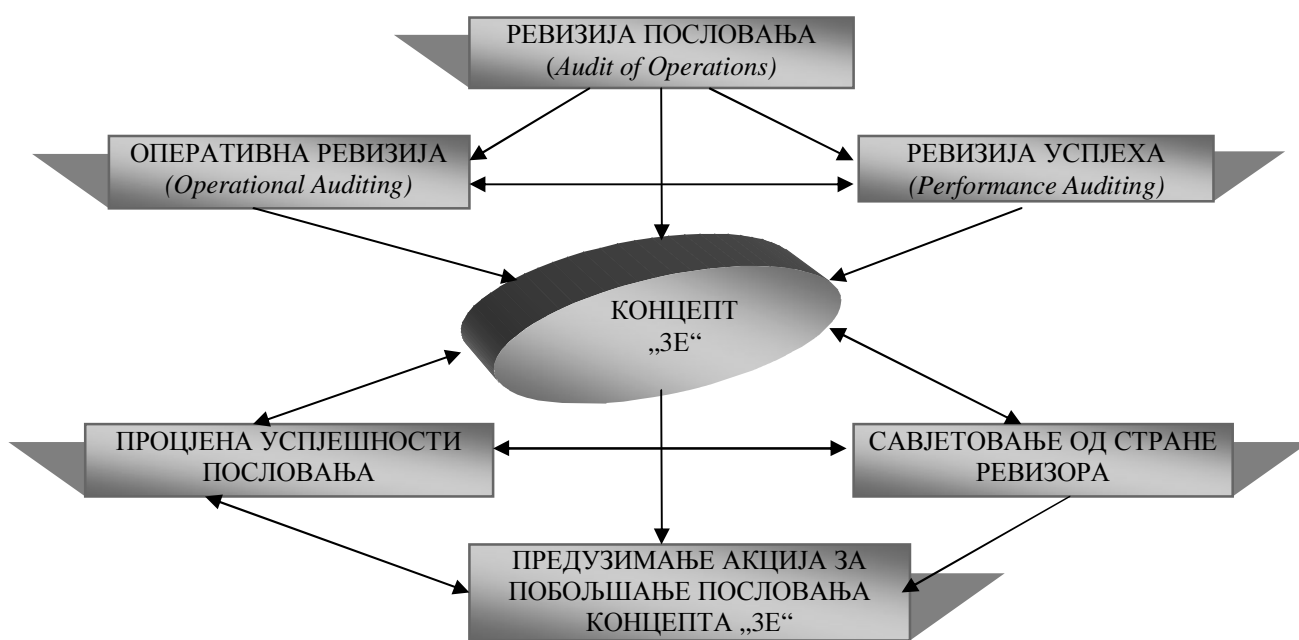 РЕВИЗИЈА ПОСЛОВАЊА
(Audit of Operations)
ОПЕРАТИВНА РЕВИЗИЈА
(Operational Auditing)
РЕВИЗИЈА УСПЈЕХА
(Performance Auditing)
КОНЦЕПТ
„3Е“
ПРОЦЈЕНА УСПЈЕШНОСТИ
ПОСЛОВАЊА
САВЈЕТОВАЊЕ ОД СТРАНЕ
РЕВИЗОРА
ПРЕДУЗИМАЊЕ АКЦИЈА ЗА
ПОБОЉШАЊЕ ПОСЛОВАЊА
КОНЦЕПТА „3Е“